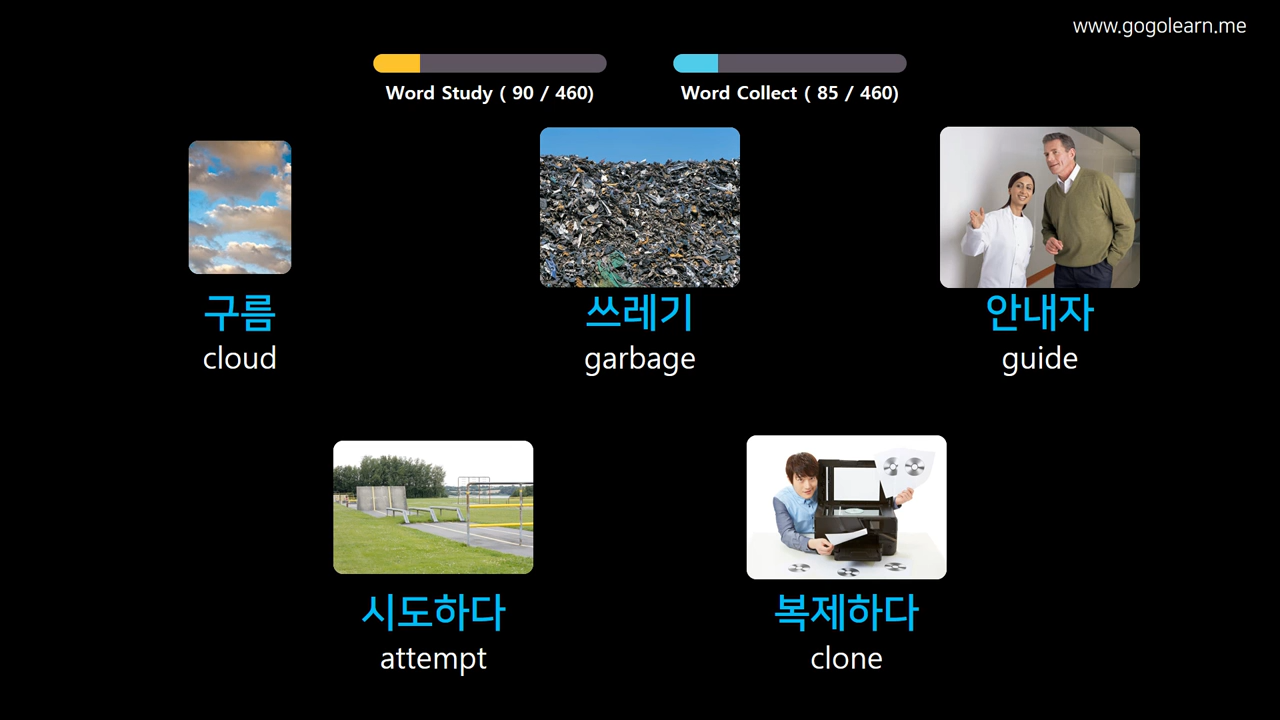 www.gogolearn.me
Word Study ( 90 / 460)
Word Collect ( 85 / 460)
구름
cloud
쓰레기
garbage
안내자
guide
시도하다
attempt
복제하다
clone